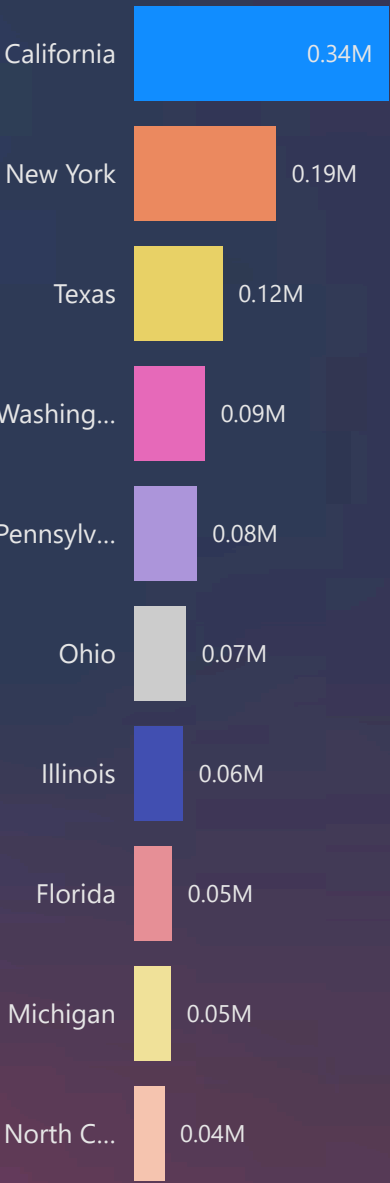 California 0.34M
New York 0.19M
Texas 0.12M
Washing... 0.09M
Pennsylv... 0.08M
Ohio 0.07M
Illinois 0.06M
Florida 0.05M
Michigan 0.05M
North C... 0.04M